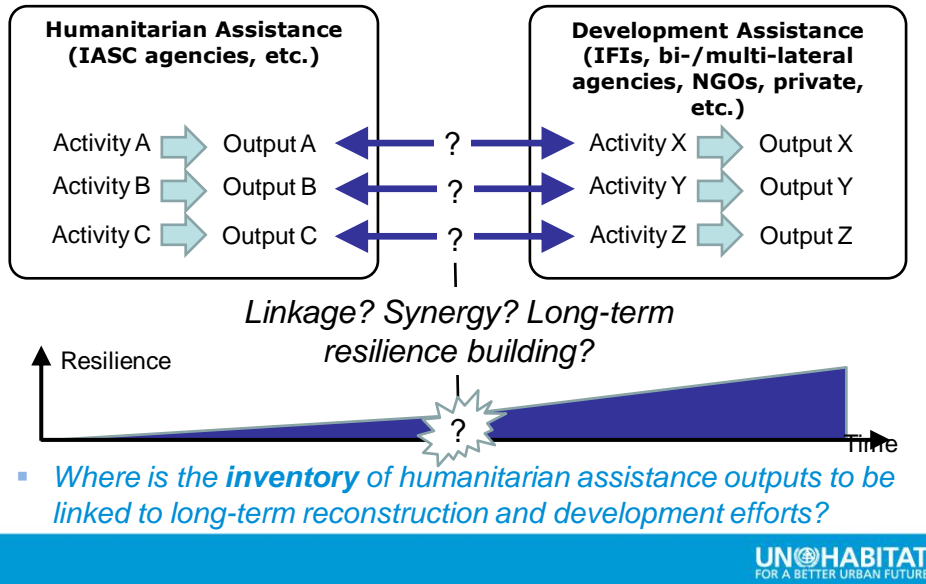 Humanitarian Assistance
(IASC agencies, etc.)
Activity A Output A
Activity B Output B
Activity C Output C
?
?
?
Development Assistance
(IFIs, bi-/multi-lateral
agencies, NGOs, private,
etc.)
Activity X Output X
Activity Y Output Y
Activity Z Output Z
Linkage? Synergy? Long-term
resilience building?
Resilience
?
Time
▪ Where is the inventory of humanitarian assistance outputs to be
linked to long-term reconstruction and development efforts?
UN HABITAT
FOR A BETTER URBAN FUTURE